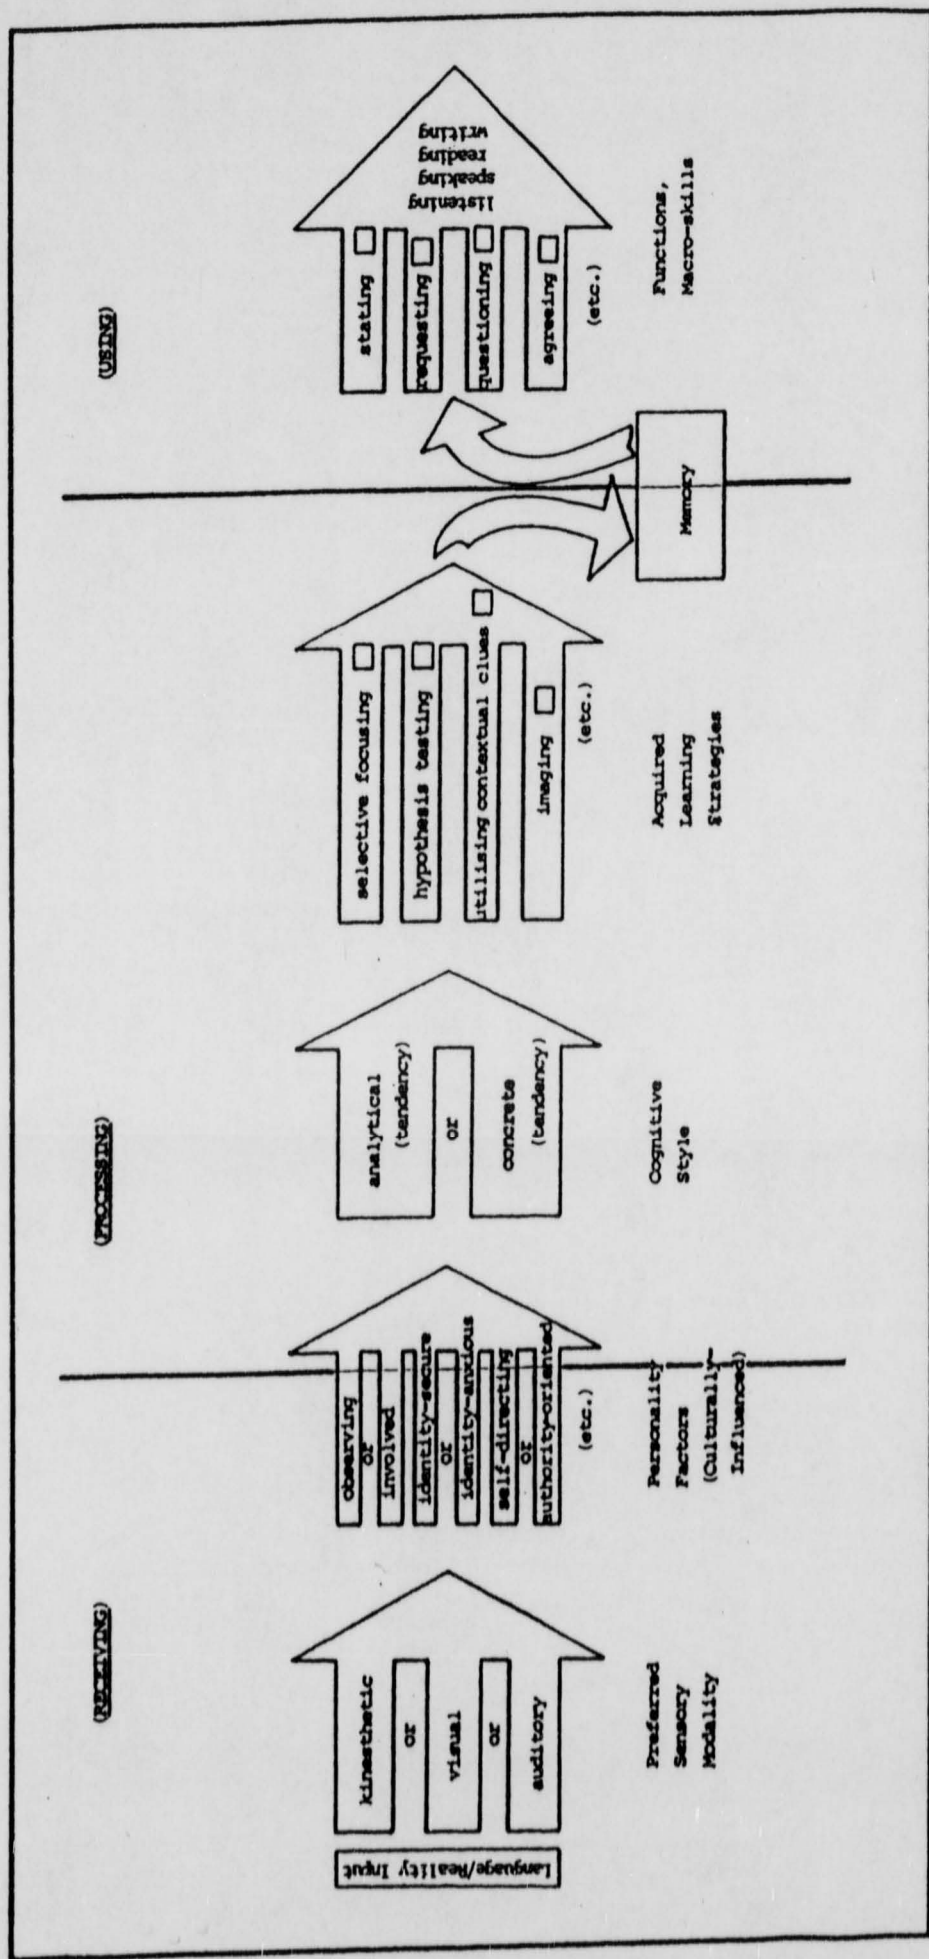 (RECEIVING)
(PROCESSING)
(USING)
Language/Reality Input
kinesthetic
or
visual
or
auditory
Preferred
Sensory
Modality
observing
or
involved
identity-secure
or
identity-anxious
self-directing
or
authority-oriented
(etc.)
Personality
Factors
(Culturally-
Influenced)
analytical
(tendency)
or
concrete
(tendency)
Cognitive
Style
selective focusing
hypothesis testing
utilising contextual clues
imaging
(etc.)
Acquired
Learning
Strategies
Memory
stating
requesting
questioning
agreeing
(etc.)
listening
speaking
reading
writing
Functions,
Macro-skills